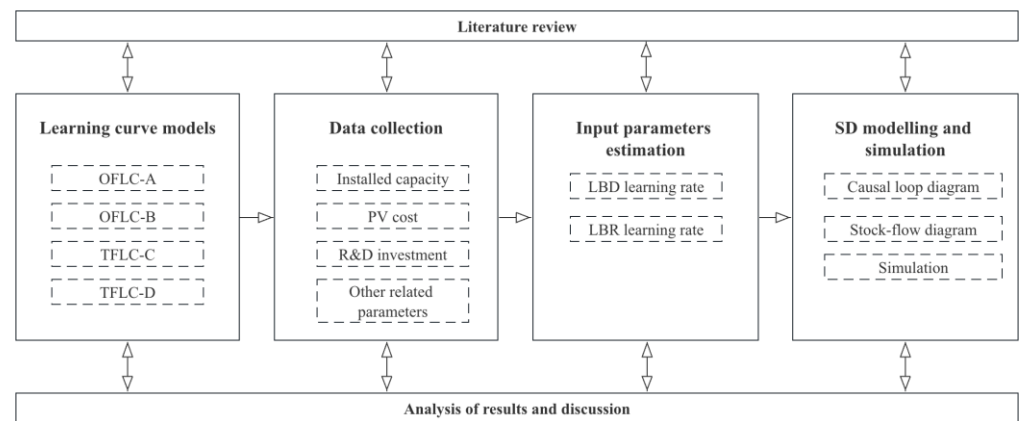 Literature review
Learning curve models
OFLC-A
OFLC-B
TFLC-C
TFLC-D
Data collection
Installed capacity
PV cost
R&D investment
Other related
parameters
Input parameters
estimation
LBD learning rate
LBR learning rate
SD modelling and
simulation
Causal loop diagram
Stock-flow diagram
Simulation
Analysis of results and discussion